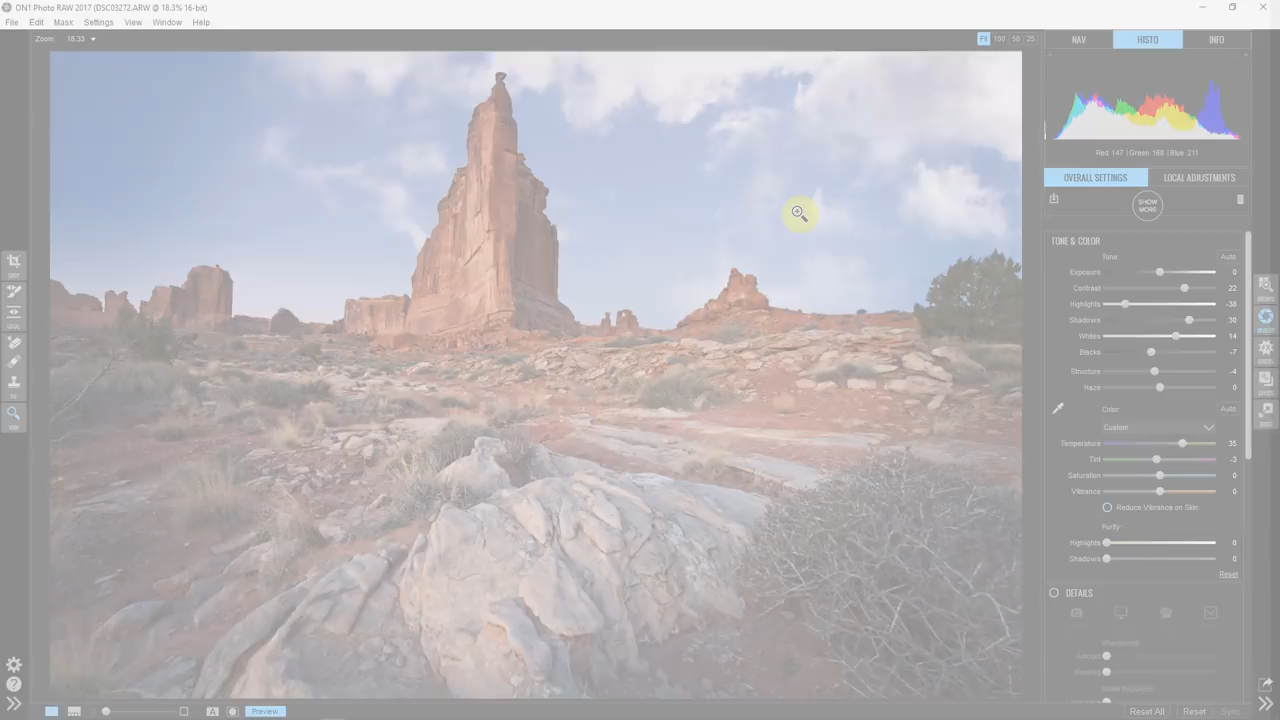 ON1 Photo RAW 2017 (DSC03272.ARW @ 18.3% 16-bit)
File Edit Mask Settings View Window Help
Zoom: 18.33
Fit 100 50 25
NAV HISTO INFO
Red 147 | Green 168 | Blue 211
OVERALL SETTINGS LOCAL ADJUSTMENTS
SHOW
MORE
TONE & COLOR
Tone: Auto
Exposure 0
Contrast 22
Highlights -38
Shadows 30
Whites 14
Blacks -7
Structure -4
Haze 0
Color: Auto
Custom
Temperature 35
Tint -3
Saturation 0
Vibrance 0
Reduce Vibrance on Skin
Purify:
Highlights 0
Shadows 0
Reset
DETAILS
Preview
A
Reset All Reset Sync